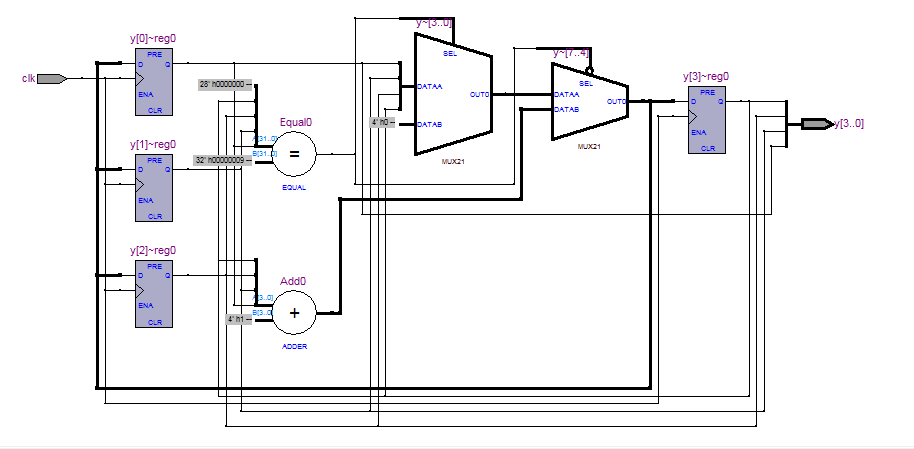 y~[3..0]
y[0]~reg0
y~[7..4]
y[3]~reg0
PRE
D Q
ENA
CLR
clk
28' h0000000
SEL
DATAA
DATAB
OUT0
MUX21
4' h0
SEL
DATAA
DATAB
OUT0
MUX21
PRE
D Q
ENA
CLR
y[3..0]
Equal0
A[31..0]
B[31..0]
=
EQUAL
32' h00000009
y[1]~reg0
PRE
D Q
ENA
CLR
y[2]~reg0
PRE
D Q
ENA
CLR
Add0
A[3..0]
B[3..0]
+
ADDER
4' h1